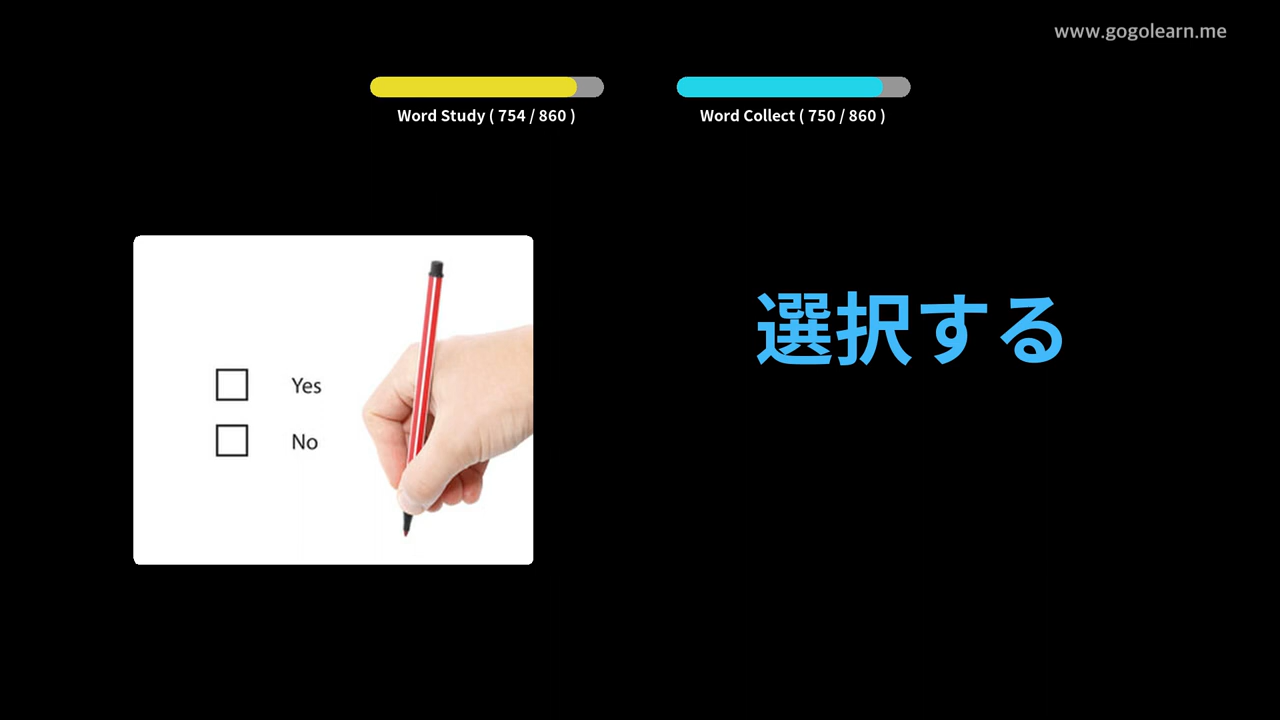 www.gogolearn.me
Word Study ( 754 / 860 )
Word Collect ( 750 / 860 )
選択する
Yes
No